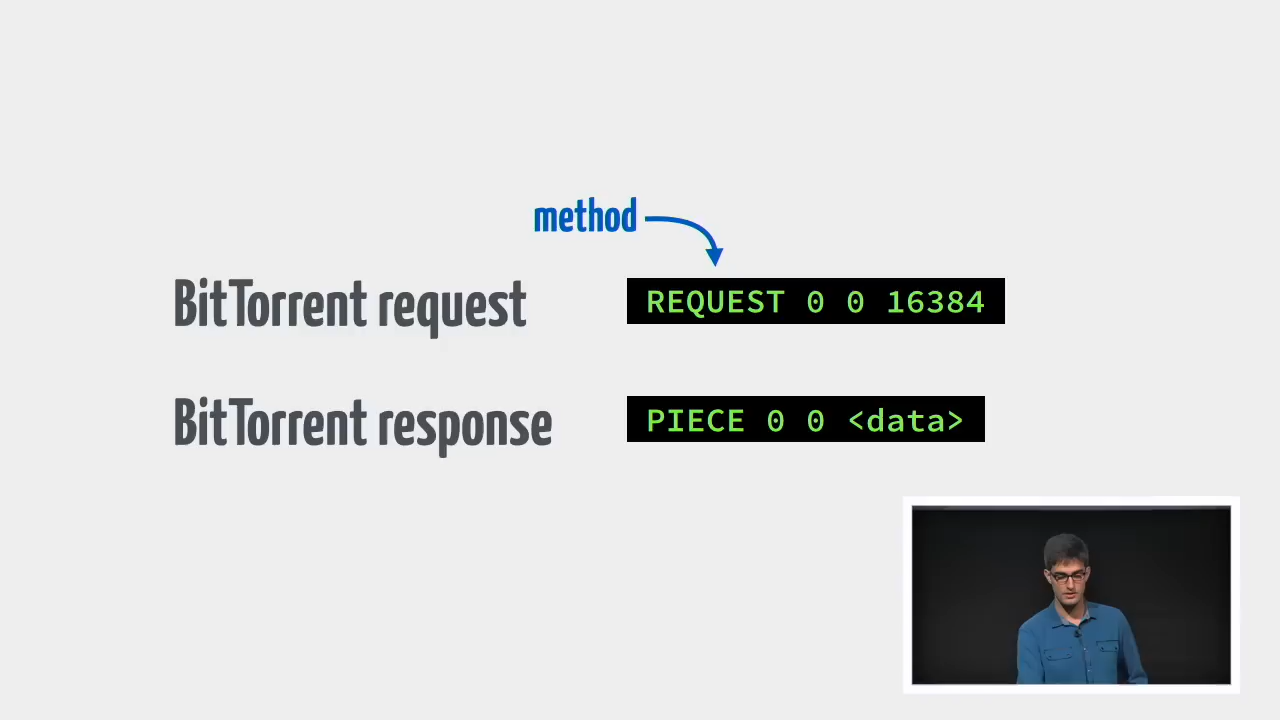 method
BitTorrent request
REQUEST 0 0 16384
BitTorrent response
PIECE 0 0 <data>